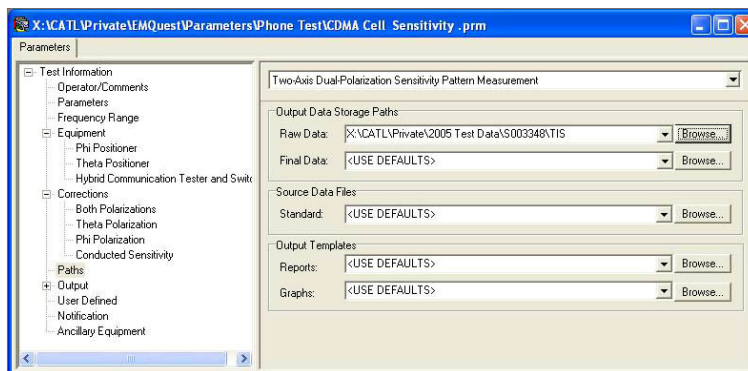 X:\CATL\Private\EMQuest\Parameters\Phone Test\CDMA Cell Sensitivity .prm
Parameters
Test Information
Operator/Comments
Parameters
Frequency Range
Equipment
Phi Positioner
Theta Positioner
Hybrid Communication Tester and Swit
Corrections
Both Polarizations
Theta Polarization
Phi Polarization
Conducted Sensitivity
Paths
Output
User Defined
Notification
Ancillary Equipment
Two-Axis Dual-Polarization Sensitivity Pattern Measurement
Output Data Storage Paths
Raw Data: X:\CATL\Private\2005 Test Data\S003348\TIS Browse...
Final Data: <USE DEFAULTS> Browse...
Source Data Files
Standard: <USE DEFAULTS> Browse...
Output Templates
Reports: <USE DEFAULTS> Browse...
Graphs: <USE DEFAULTS> Browse...